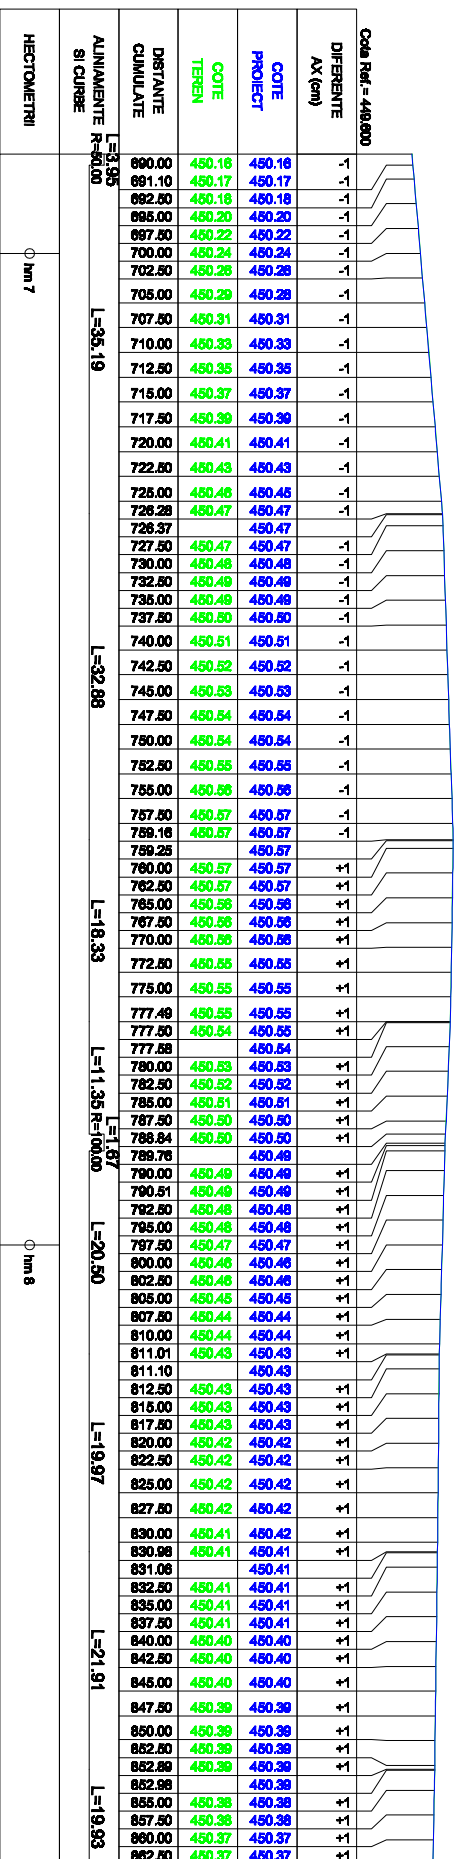 Cota Ref.= 449.600
DIFERENTE
AX (cm)
COTE
PROIECT
COTE
TEREN
DISTANTE
CUMULATE
ALINIAMENTE
SI CURBE
HECTOMETRII
L=3.95
R=50.00
690.00 450.16 450.16 -1
691.10 450.17 450.17 -1
692.50 450.18 450.18 -1
695.00 450.20 450.20 -1
697.50 450.22 450.22 -1
700.00 450.24 450.24 -1
hm 7
702.50 450.26 450.26 -1
705.00 450.29 450.28 -1
L=35.19
707.50 450.31 450.31 -1
710.00 450.33 450.33 -1
712.50 450.35 450.35 -1
715.00 450.37 450.37 -1
717.50 450.39 450.39 -1
720.00 450.41 450.41 -1
722.50 450.43 450.43 -1
725.00 450.46 450.45 -1
726.28 450.47 450.47 -1
726.37 450.47
727.50 450.47 450.47 -1
730.00 450.48 450.48 -1
732.50 450.49 450.49 -1
735.00 450.49 450.49 -1
737.50 450.50 450.50 -1
740.00 450.51 450.51 -1
742.50 450.52 450.52 -1
L=32.88
745.00 450.53 450.53 -1
747.50 450.54 450.54 -1
750.00 450.54 450.54 -1
752.50 450.55 450.55 -1
755.00 450.56 450.56 -1
757.50 450.57 450.57 -1
759.16 450.57 450.57 -1
759.25 450.57
760.00 450.57 450.57 +1
762.50 450.57 450.57 +1
765.00 450.56 450.56 +1
767.50 450.56 450.56 +1
L=18.33
770.00 450.56 450.56 +1
772.50 450.55 450.55 +1
775.00 450.55 450.55 +1
777.49 450.55 450.55 +1
777.50 450.54 450.55 +1
777.58 450.54
780.00 450.53 450.53 +1
782.50 450.52 450.52 +1
L=11.35
785.00 450.51 450.51 +1
787.50 450.50 450.50 +1
788.84 450.50 450.50 +1
L=1.67
R=100.00
789.76 450.49
790.00 450.49 450.49 +1
790.51 450.49 450.49 +1
792.50 450.48 450.48 +1
795.00 450.48 450.48 +1
797.50 450.47 450.47 +1
L=20.50
hm 8
800.00 450.46 450.46 +1
802.50 450.46 450.46 +1
805.00 450.45 450.45 +1
807.50 450.44 450.44 +1
810.00 450.44 450.44 +1
811.01 450.43 450.43 +1
811.10 450.43
812.50 450.43 450.43 +1
815.00 450.43 450.43 +1
817.50 450.43 450.43 +1
820.00 450.42 450.42 +1
L=19.97
822.50 450.42 450.42 +1
825.00 450.42 450.42 +1
827.50 450.42 450.42 +1
830.00 450.41 450.42 +1
830.98 450.41 450.41 +1
831.06 450.41
832.50 450.41 450.41 +1
835.00 450.41 450.41 +1
837.50 450.41 450.41 +1
840.00 450.40 450.40 +1
842.50 450.40 450.40 +1
L=21.91
845.00 450.40 450.40 +1
847.50 450.39 450.39 +1
850.00 450.39 450.39 +1
852.50 450.39 450.39 +1
852.89 450.39 450.39 +1
852.98 450.39
855.00 450.38 450.38 +1
L=19.93
857.50 450.38 450.38 +1
860.00 450.37 450.37 +1
862.50 450.37 450.37 +1